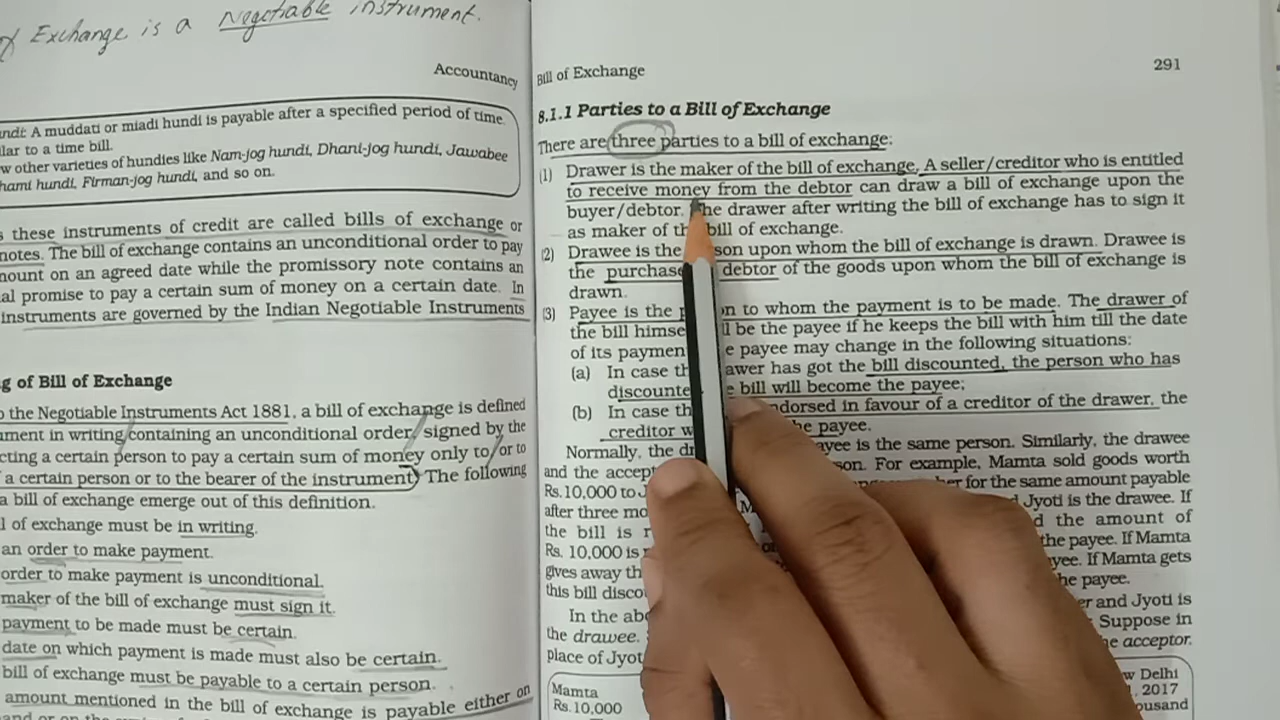 of Exchange is a Negotiable instrument.
Accountancy
ndi: A muddati or miadi hundi is payable after a specified period of time.
lar to a time bill.
w other varieties of hundies like Nam-jog hundi, Dhani-jog hundi, Jawabee
hami hundi, Firman-jog hundi, and so on.
s these instruments of credit are called bills of exchange or
notes. The bill of exchange contains an unconditional order to pay
mount on an agreed date while the promissory note contains an
al promise to pay a certain sum of money on a certain date. In
instruments are governed by the Indian Negotiable Instruments
g of Bill of Exchange
o the Negotiable Instruments Act 1881, a bill of exchange is defined
ument in writing containing an unconditional order, signed by the
cting a certain person to pay a certain sum of money only to, or to
f a certain person or to the bearer of the instrument. The following
a bill of exchange emerge out of this definition.
l of exchange must be in writing.
an order to make payment.
order to make payment is unconditional.
maker of the bill of exchange must sign it.
payment to be made must be certain.
date on which payment is made must also be certain.
bill of exchange must be payable to a certain person.
amount mentioned in the bill of exchange is payable either on
Bill of Exchange
291
8.1.1 Parties to a Bill of Exchange
There are three parties to a bill of exchange:
(1) Drawer is the maker of the bill of exchange. A seller/creditor who is entitled
to receive money from the debtor can draw a bill of exchange upon the
buyer/debtor. The drawer after writing the bill of exchange has to sign it
as maker of the bill of exchange.
(2) Drawee is the person upon whom the bill of exchange is drawn. Drawee is
the purchase debtor of the goods upon whom the bill of exchange is
drawn.
(3) Payee is the on to whom the payment is to be made. The drawer of
the bill himse l be the payee if he keeps the bill with him till the date
of its paymen e payee may change in the following situations:
(a) In case th awer has got the bill discounted, the person who has
discounte e bill will become the payee;
(b) In case th ndorsed in favour of a creditor of the drawer, the
creditor w he payee.
Normally, the dr ayee is the same person. Similarly, the drawee
and the accept son. For example, Mamta sold goods worth
Rs.10,000 to J for the same amount payable
after three mo d Jyoti is the drawee. If
the bill is r d the amount of
Rs. 10,000 is the payee. If Mamta
gives away th yee. If Mamta gets
this bill disco he payee.
In the abo er and Jyoti is
the drawee. Suppose in
place of Jyot he acceptor.
Mamta w Delhi
Rs.10,000 , 2017
ousand